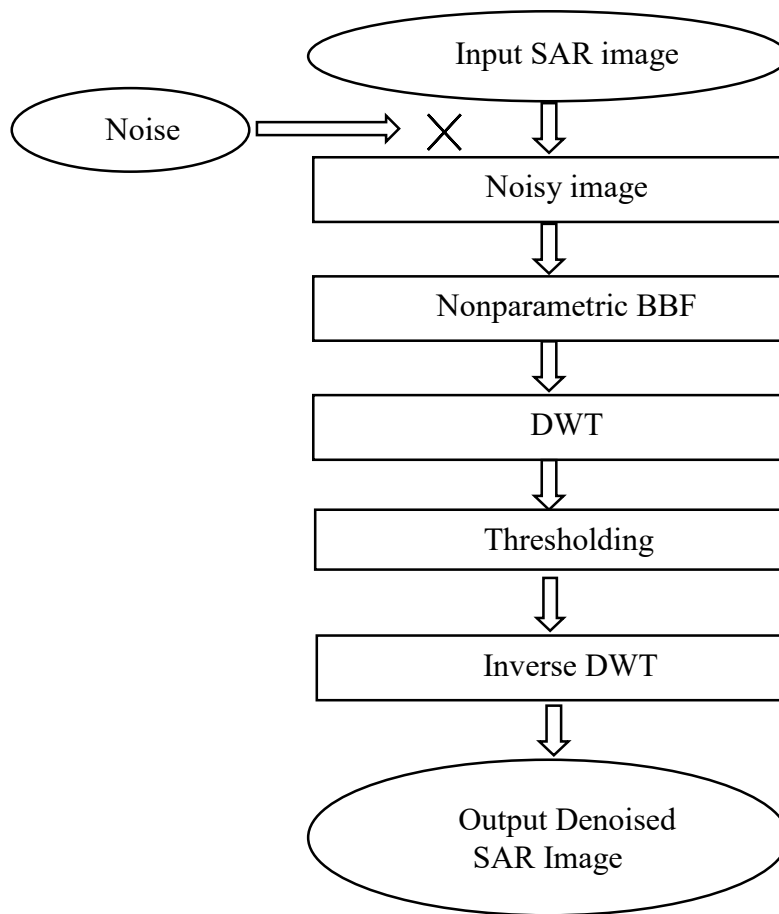 Input SAR image
Noise
Noisy image
Nonparametric BBF
DWT
Thresholding
Inverse DWT
Output Denoised
SAR Image